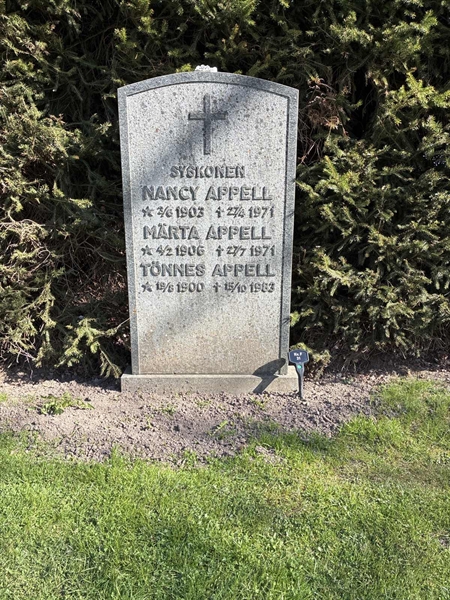 SYSKONEN
NANCY APPELL
★ 2/6 1903 ✝ 27/4 1971
MÄRTA APPELL
★ 4/2 1906 ✝ 27/7 1971
TÖNNES APPELL
★ 19/8 1900 ✝ 15/10 1983